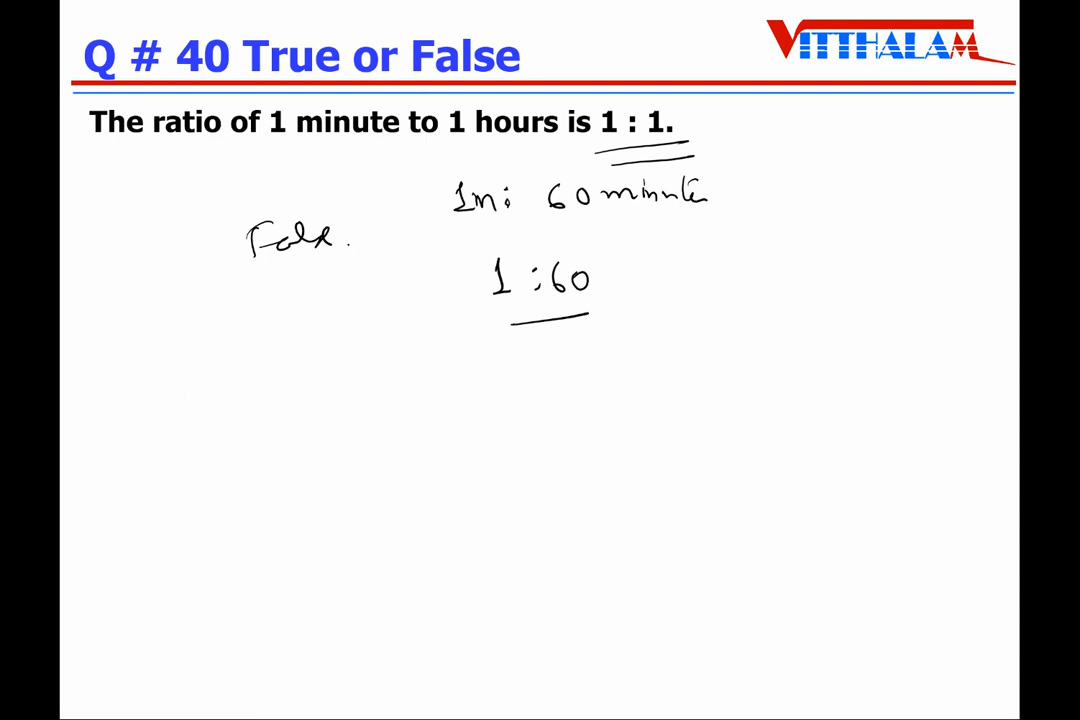 Q # 40 True or False
VITTHALAM
The ratio of 1 minute to 1 hours is 1 : 1.
1m: 60 minutes
False.
1 : 60